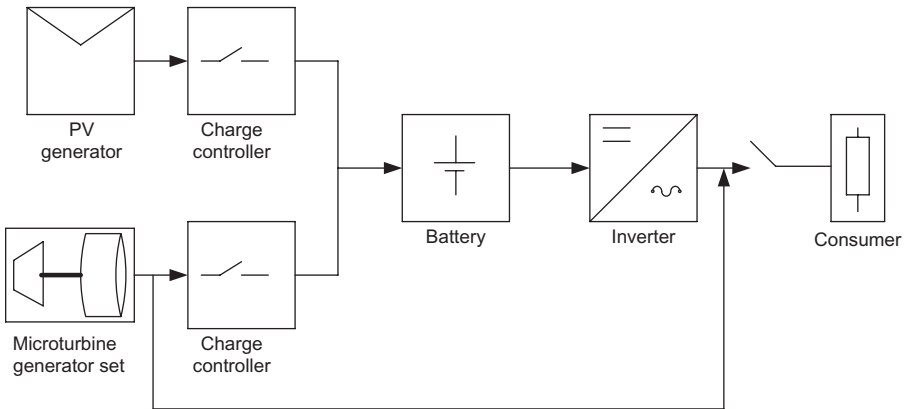 PV
generator
Charge
controller
Battery
Inverter
Consumer
Microturbine
generator set
Charge
controller